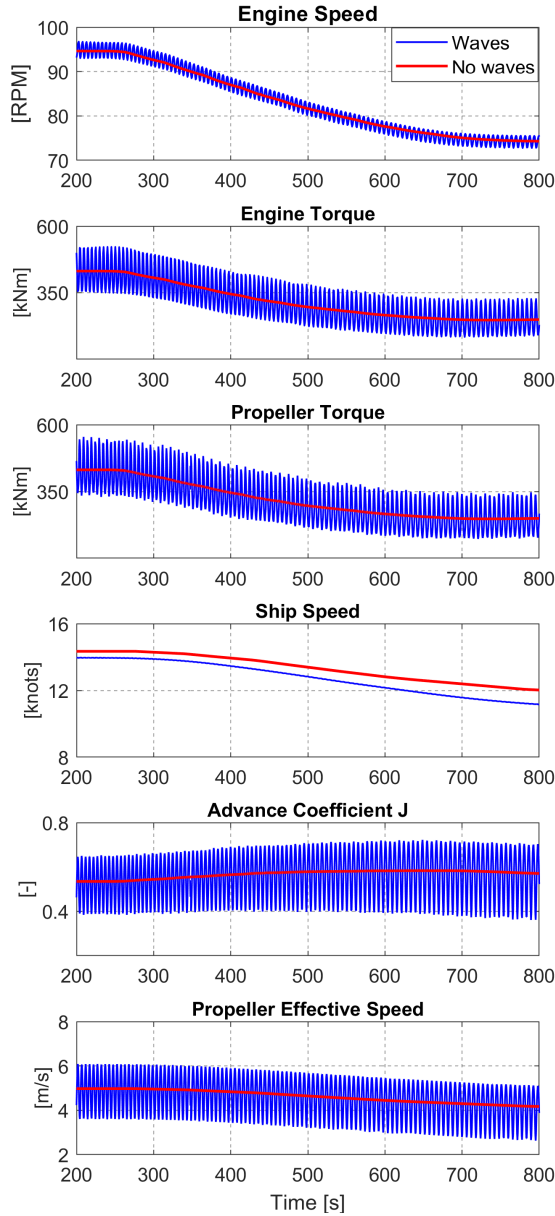 Engine Speed
[RPM]
100
90
80
70
Waves
No waves
200 300 400 500 600 700 800
Engine Torque
[kNm]
600
350
200 300 400 500 600 700 800
Propeller Torque
[kNm]
600
350
200 300 400 500 600 700 800
Ship Speed
[knots]
16
12
8
200 300 400 500 600 700 800
Advance Coefficient J
[-]
0.8
0.4
200 300 400 500 600 700 800
Propeller Effective Speed
[m/s]
8
6
4
2
200 300 400 500 600 700 800
Time [s]